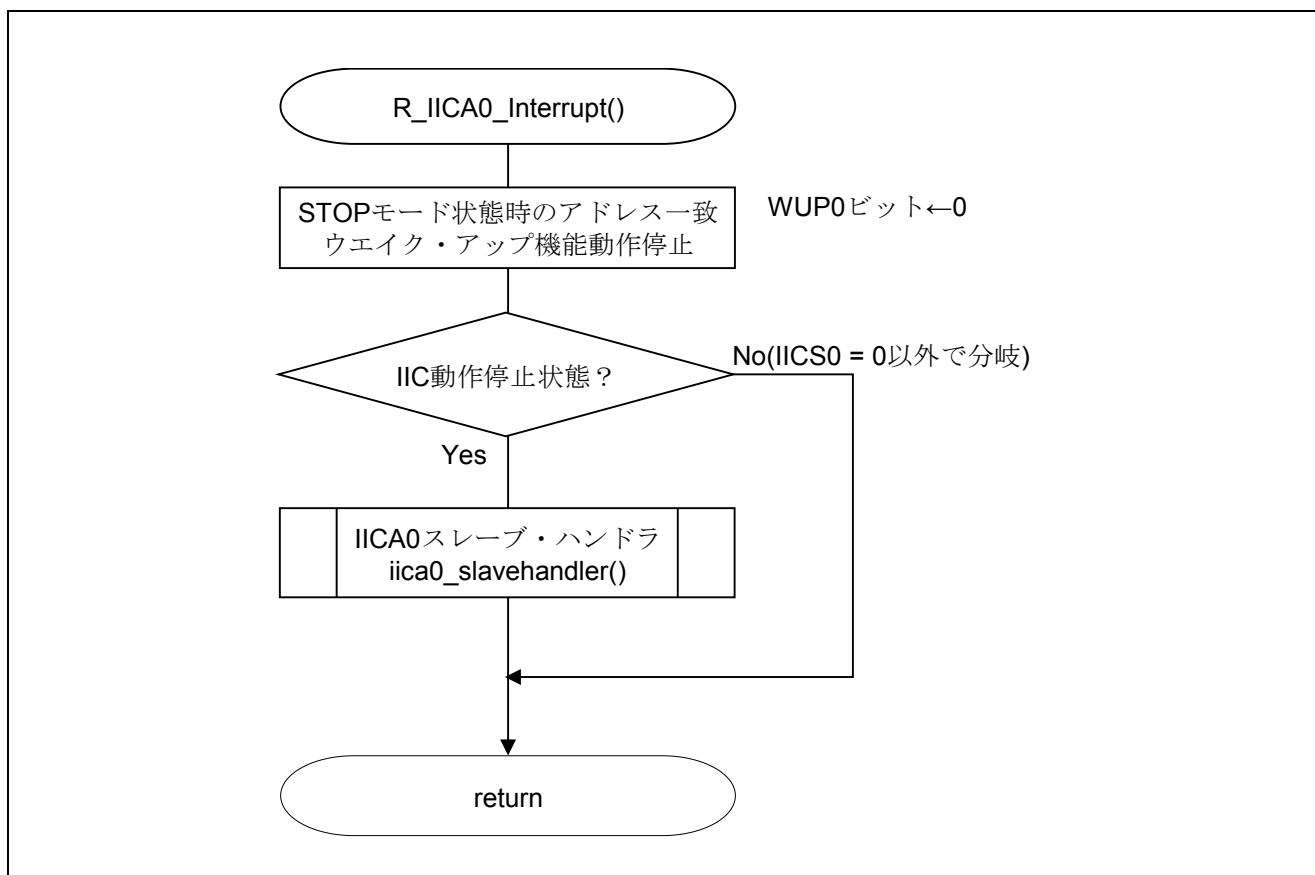 R_IICA0_Interrupt()
STOPモード状態時のアドレス一致
ウエイク・アップ機能動作停止
WUP0ビット←0
IIC動作停止状態？
No(IICS0 = 0以外で分岐)
Yes
IICA0スレーブ・ハンドラ
iica0_slavehandler()
return